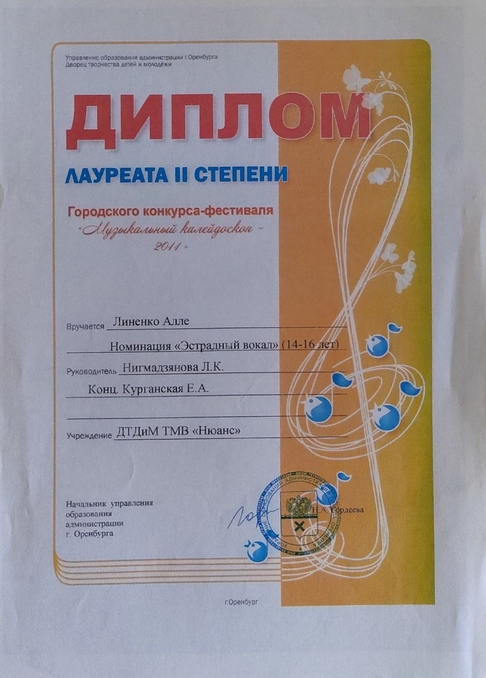 Управление образования администрации г.Оренбурга
Дворец творчества детей и молодежи
ДИПЛОМ
ЛАУРЕАТА II СТЕПЕНИ
Городского конкурса-фестиваля
"Музыкальный калейдоскоп -
2011"
Вручается Линенко Алле
Номинация «Эстрадный вокал» (14-16 лет)
Руководитель Нигмадзянова Л.К.
Конц. Курганская Е.А.
Учреждение ДТДиМ ТМВ «Нюанс»
Начальник управления
образования
администрации
г. Оренбурга
Гордеева
г.Оренбург